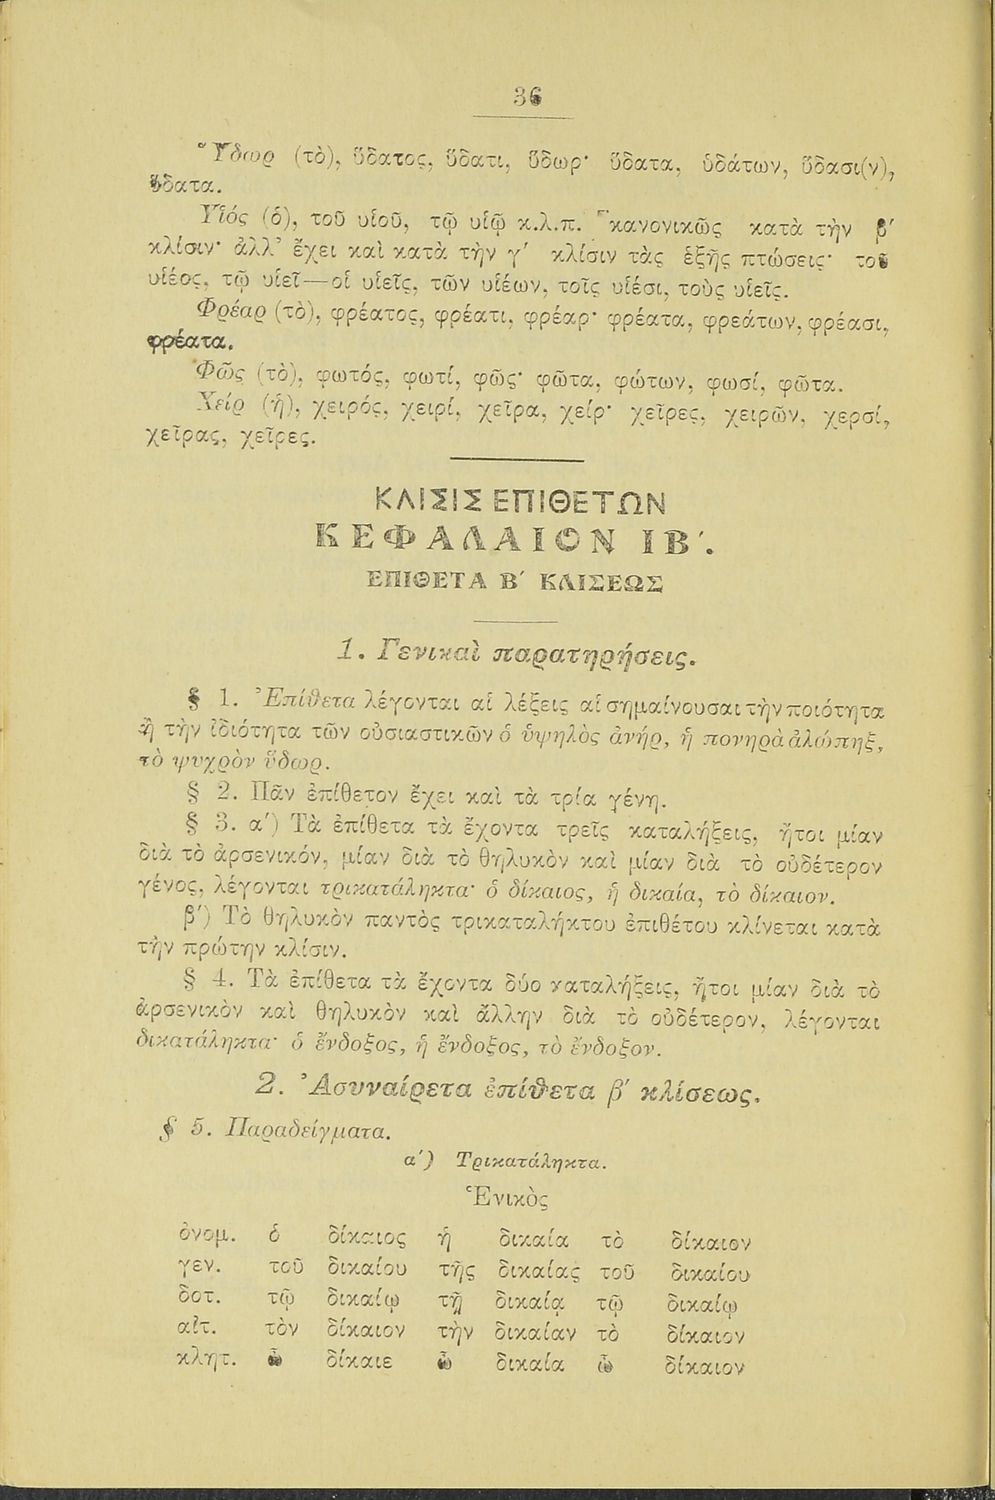 36
Ὕδωρ (τὸ), ὕδατος, ὕδατι, ὕδωρ· ὕδατα, ὑδάτων, ὕδασι(ν),
ὕδατα.
Υἱός (ὁ), τοῦ υἱοῦ, τῷ υἱῷ κ.λ.π. κανονικῶς κατὰ τὴν β΄
κλίσιν· ἀλλ' ἔχει καὶ κατὰ τὴν γ΄ κλίσιν τὰς ἑξῆς πτώσεις· τοῦ
υἱέος, τῷ υἱεῖ—οἱ υἱεῖς, τῶν υἱέων, τοῖς υἱέσι, τοὺς υἱεῖς.
Φρέαρ (τὸ), φρέατος, φρέατι, φρέαρ· φρέατα, φρεάτων, φρέασι,
φρέατα.
Φῶς (τὸ), φωτός, φωτί, φῶς· φῶτα, φώτων, φωσί, φῶτα.
Χείρ (ἡ), χειρός, χειρί, χεῖρα, χείρ· χεῖρες, χειρῶν, χερσί,
χεῖρας, χεῖρες.
ΚΛΙΣΙΣ ΕΠΙΘΕΤΩΝ
ΚΕΦΑΛΑΙΟΝ ΙΒ΄.
ΕΠΙΘΕΤΑ Β΄ ΚΛΙΣΕΩΣ
1. Γενικαὶ παρατηρήσεις.
§ 1. Ἐπίθετα λέγονται αἱ λέξεις αἱ σημαίνουσαι τὴν ποιότητα
ἢ τὴν ἰδιότητα τῶν οὐσιαστικῶν ὁ ὑψηλὸς ἀνήρ, ἡ πονηρὰ ἀλώπηξ,
τὸ ψυχρὸν ὕδωρ.
§ 2. Πᾶν ἐπίθετον ἔχει καὶ τὰ τρία γένη.
§ 3. α΄) Τὰ ἐπίθετα τὰ ἔχοντα τρεῖς καταλήξεις, ἤτοι μίαν
διὰ τὸ ἀρσενικόν, μίαν διὰ τὸ θηλυκὸν καὶ μίαν διὰ τὸ οὐδέτερον
γένος, λέγονται τρικατάληκτα· ὁ δίκαιος, ἡ δικαία, τὸ δίκαιον.
β΄) Τὸ θηλυκὸν παντὸς τρικαταλήκτου ἐπιθέτου κλίνεται κατὰ
τὴν πρώτην κλίσιν.
§ 4. Τὰ ἐπίθετα τὰ ἔχοντα δύο καταλήξεις, ἤτοι μίαν διὰ τὸ
ἀρσενικὸν καὶ θηλυκὸν καὶ ἄλλην διὰ τὸ οὐδέτερον, λέγονται
δικατάληκτα· ὁ ἔνδοξος, ἡ ἔνδοξος, τὸ ἔνδοξον.
2. Ἀσυναίρετα ἐπίθετα β΄ κλίσεως.
§ 5. Παραδείγματα.
α΄) Τρικατάληκτα.
Ἑνικὸς
ὀνομ. ὁ δίκαιος ἡ δικαία τὸ δίκαιον
γεν. τοῦ δικαίου τῆς δικαίας τοῦ δικαίου
δοτ. τῷ δικαίῳ τῇ δικαίᾳ τῷ δικαίῳ
αἰτ. τὸν δίκαιον τὴν δικαίαν τὸ δίκαιον
κλητ. ὦ δίκαιε ὦ δικαία ὦ δίκαιον